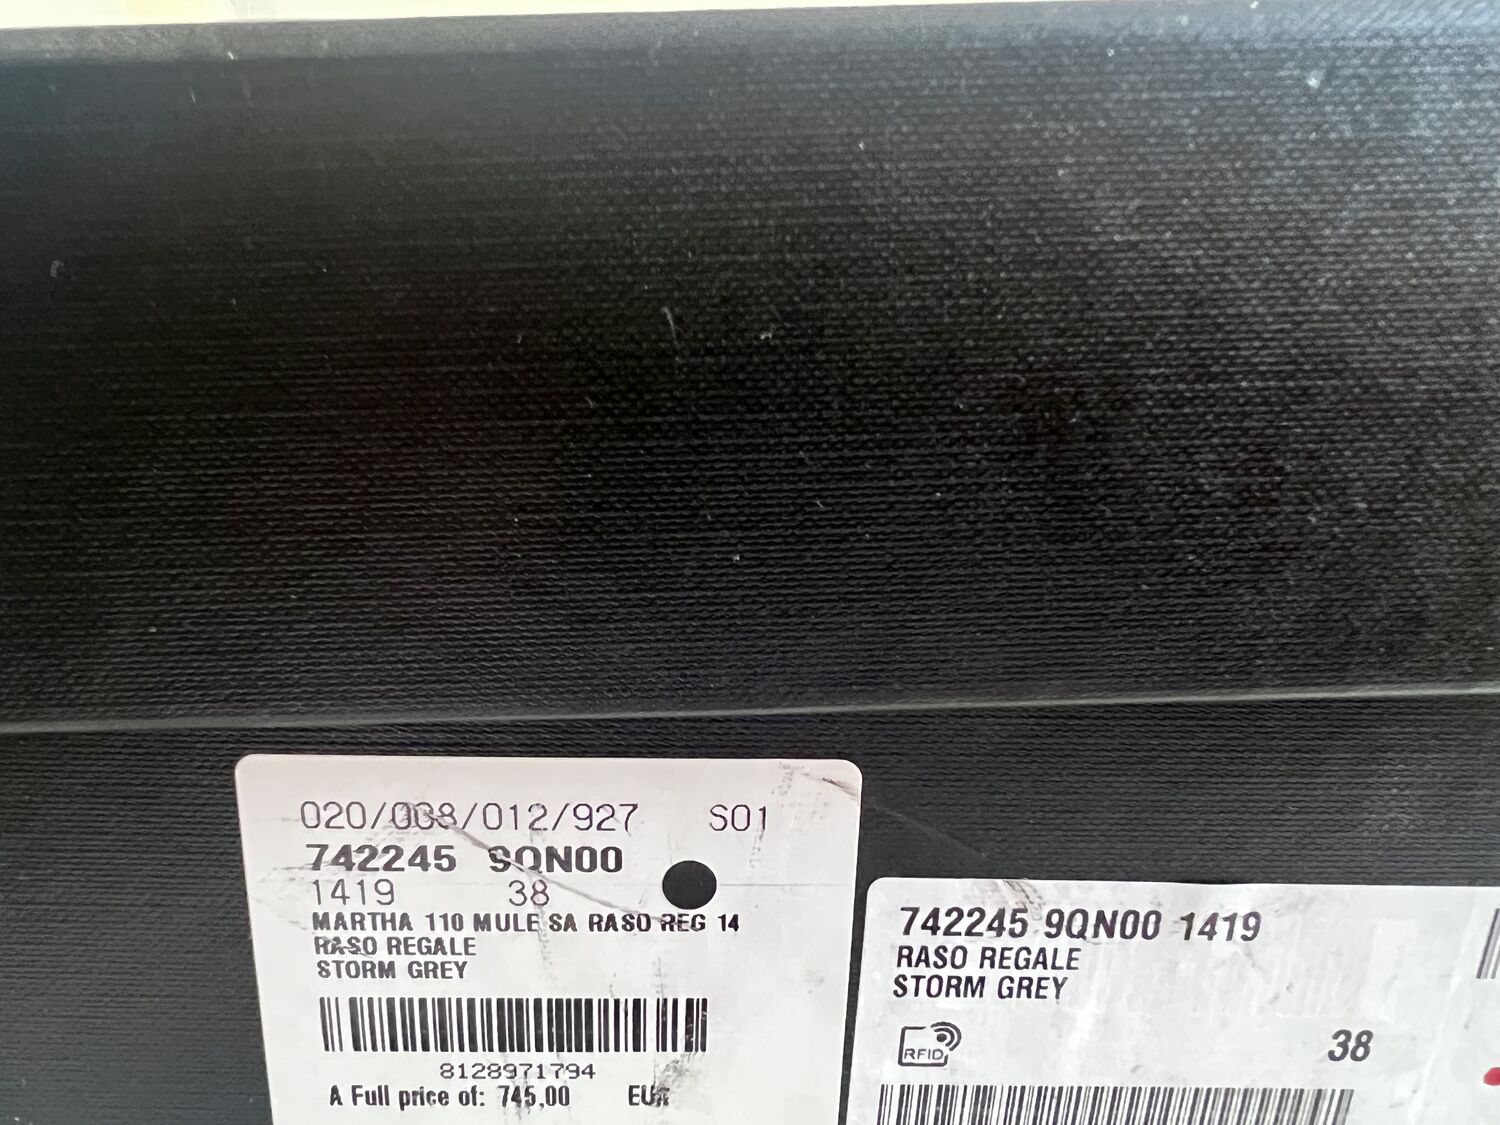 020/008/012/927 S01
742245 9QN00
1419 38
MARTHA 110 MULE SA RASO REG 14
RASO REGALE
STORM GREY
8128971794
A Full price of: 745,00 EUR
742245 9QN00 1419
RASO REGALE
STORM GREY
RFID
38